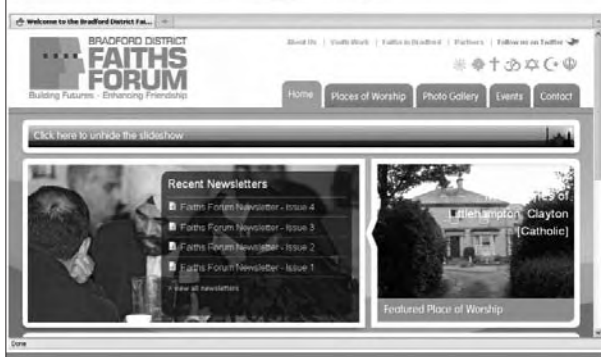 Welcome to the Bradford District Fai...
BRADFORD DISTRICT
FAITHS
FORUM
Building Futures - Enhancing Friendship
About Us | Youth Work | Faiths in Bradford | Partners | Follow us on Twitter
Home
Places of Worship
Photo Gallery
Events
Contact
Click here to unhide the slideshow
Recent Newsletters
Faiths Forum Newsletter - Issue 4
Faiths Forum Newsletter - Issue 3
Faiths Forum Newsletter - Issue 2
Faiths Forum Newsletter - Issue 1
> view all newsletters
of
Littlehampton, Clayton
[Catholic]
Featured Place of Worship
Done